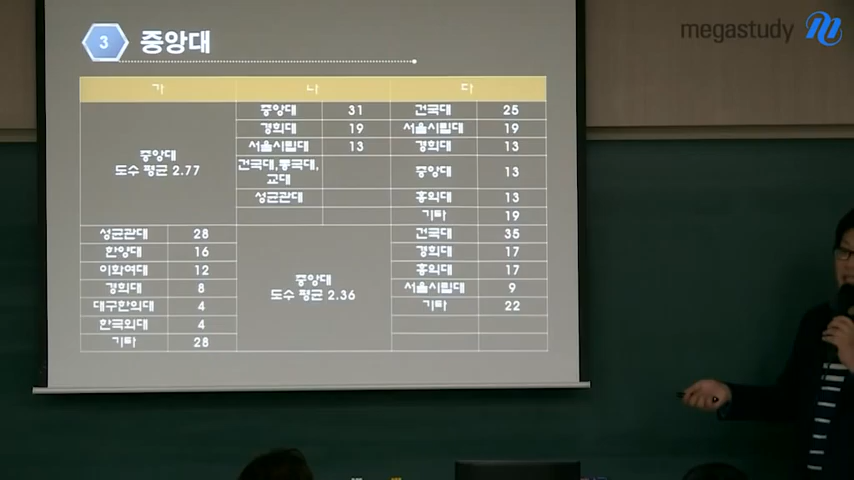 megastudy
3 중앙대
가 나 다
중앙대 31 건국대 25
경희대 19 서울시립대 19
서울시립대 13 경희대 13
중앙대
도수 평균 2.77
건국대,동국대,
교대
중앙대 13
성균관대 홍익대 13
기타 19
성균관대 28 건국대 35
한양대 16 경희대 17
이화여대 12 홍익대 17
중앙대
도수 평균 2.36
경희대 8 서울시립대 9
대구한의대 4 기타 22
한국외대 4
기타 28